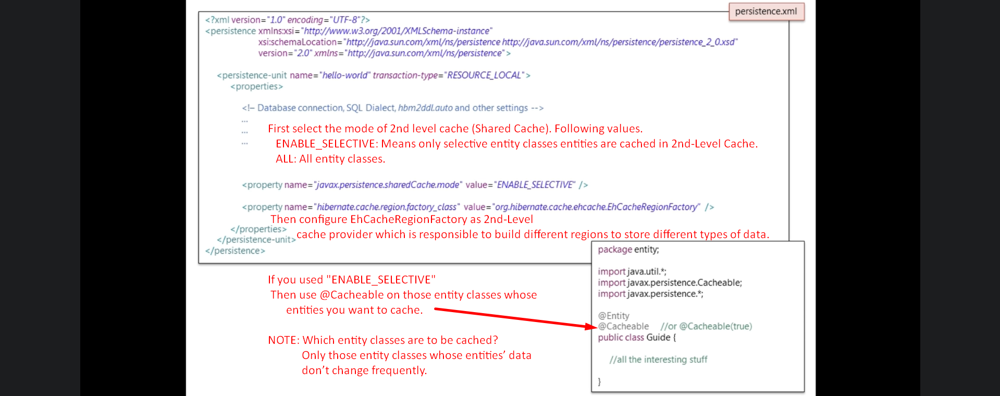 persistence.xml
<?xml version="1.0" encoding="UTF-8"?>
<persistence xmlns:xsi="http://www.w3.org/2001/XMLSchema-instance"
xsi:schemaLocation="http://java.sun.com/xml/ns/persistence http://java.sun.com/xml/ns/persistence/persistence_2_0.xsd"
version="2.0" xmlns="http://java.sun.com/xml/ns/persistence">
<persistence-unit name="hello-world" transaction-type="RESOURCE_LOCAL">
<properties>
<!– Database connection, SQL Dialect, hbm2ddl.auto and other settings -->
...
...
...
First select the mode of 2nd level cache (Shared Cache). Following values.
ENABLE_SELECTIVE: Means only selective entity classes entities are cached in 2nd-Level Cache.
ALL: All entity classes.
<property name="javax.persistence.sharedCache.mode" value="ENABLE_SELECTIVE" />
<property name="hibernate.cache.region.factory_class" value="org.hibernate.cache.ehcache.EhCacheRegionFactory" />
Then configure EhCacheRegionFactory as 2nd-Level
cache provider which is responsible to build different regions to store different types of data.
</properties>
</persistence-unit>
</persistence>
If you used "ENABLE_SELECTIVE"
Then use @Cacheable on those entity classes whose
entities you want to cache.
NOTE: Which entity classes are to be cached?
Only those entity classes whose entities’ data
don’t change frequently.
package entity;
import java.util.*;
import javax.persistence.Cacheable;
import javax.persistence.*;
@Entity
@Cacheable //or @Cacheable(true)
public class Guide {
//all the interesting stuff
}